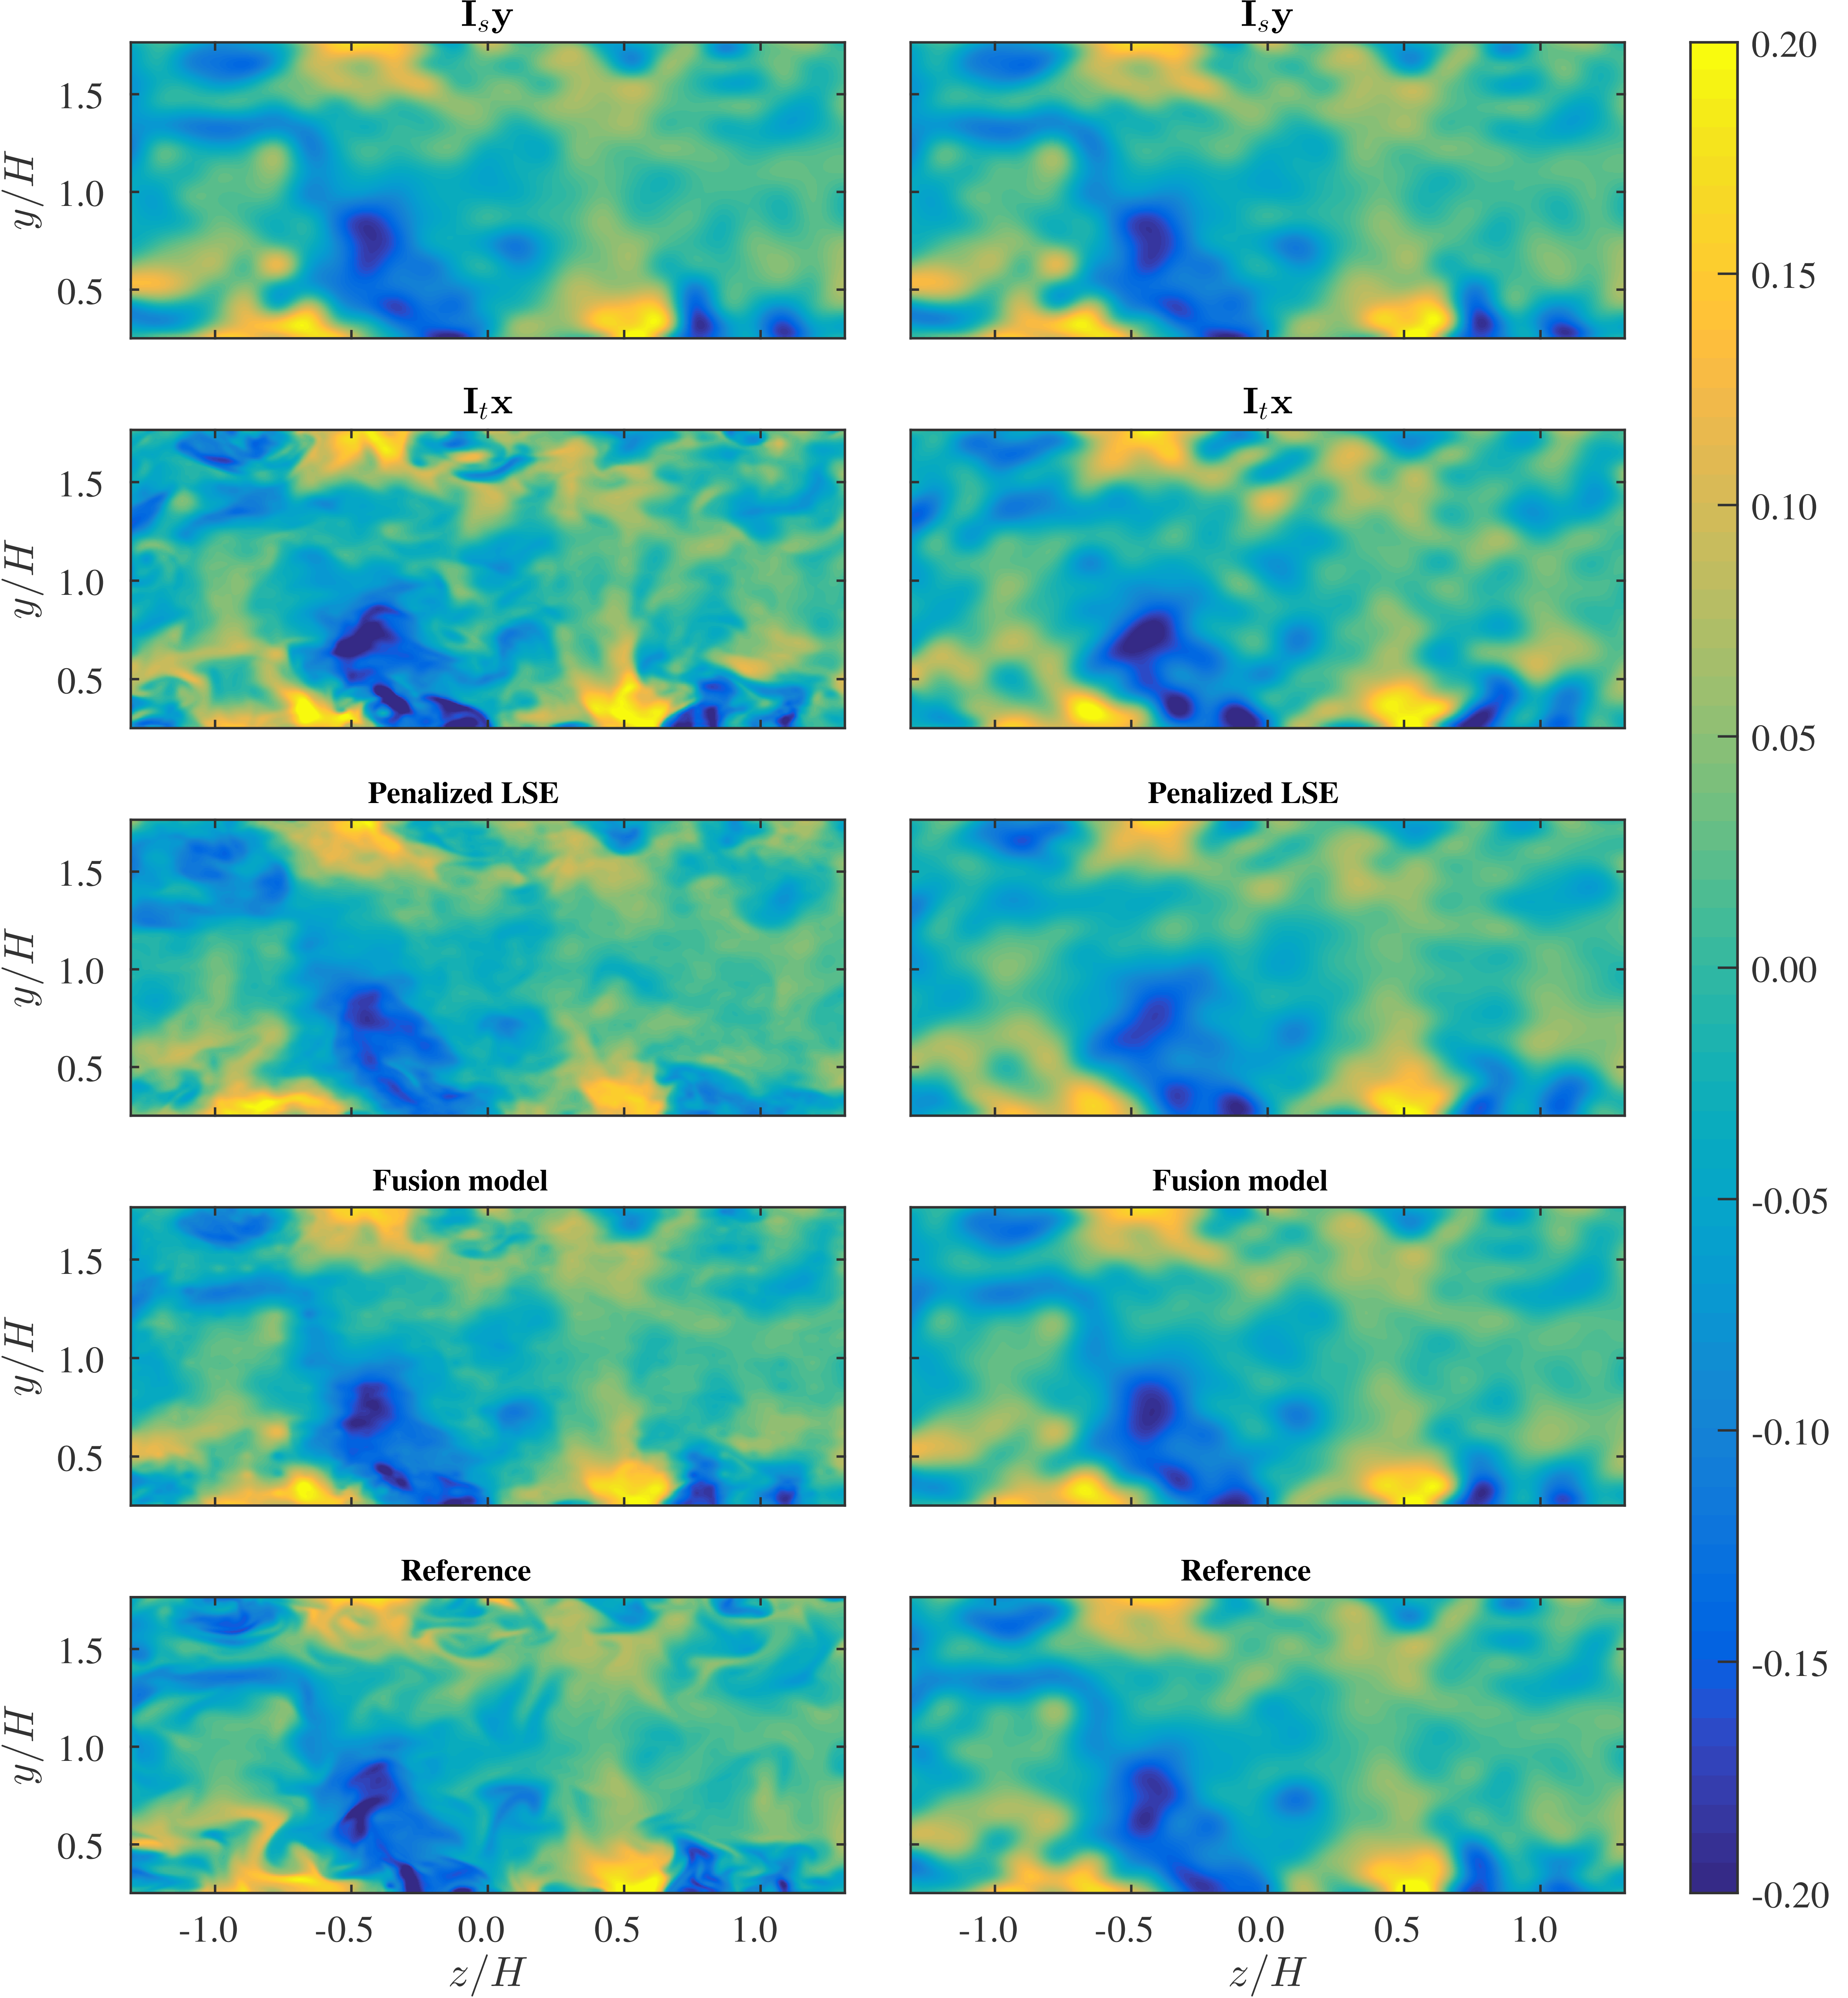 I_s y I_s y
1.5
1.0
0.5
y/H
I_t x I_t x
1.5
1.0
0.5
y/H
Penalized LSE Penalized LSE
1.5
1.0
0.5
y/H
Fusion model Fusion model
1.5
1.0
0.5
y/H
Reference Reference
1.5
1.0
0.5
y/H
-1.0 -0.5 0.0 0.5 1.0 -1.0 -0.5 0.0 0.5 1.0
z/H z/H
0.20
0.15
0.10
0.05
0.00
-0.05
-0.10
-0.15
-0.20